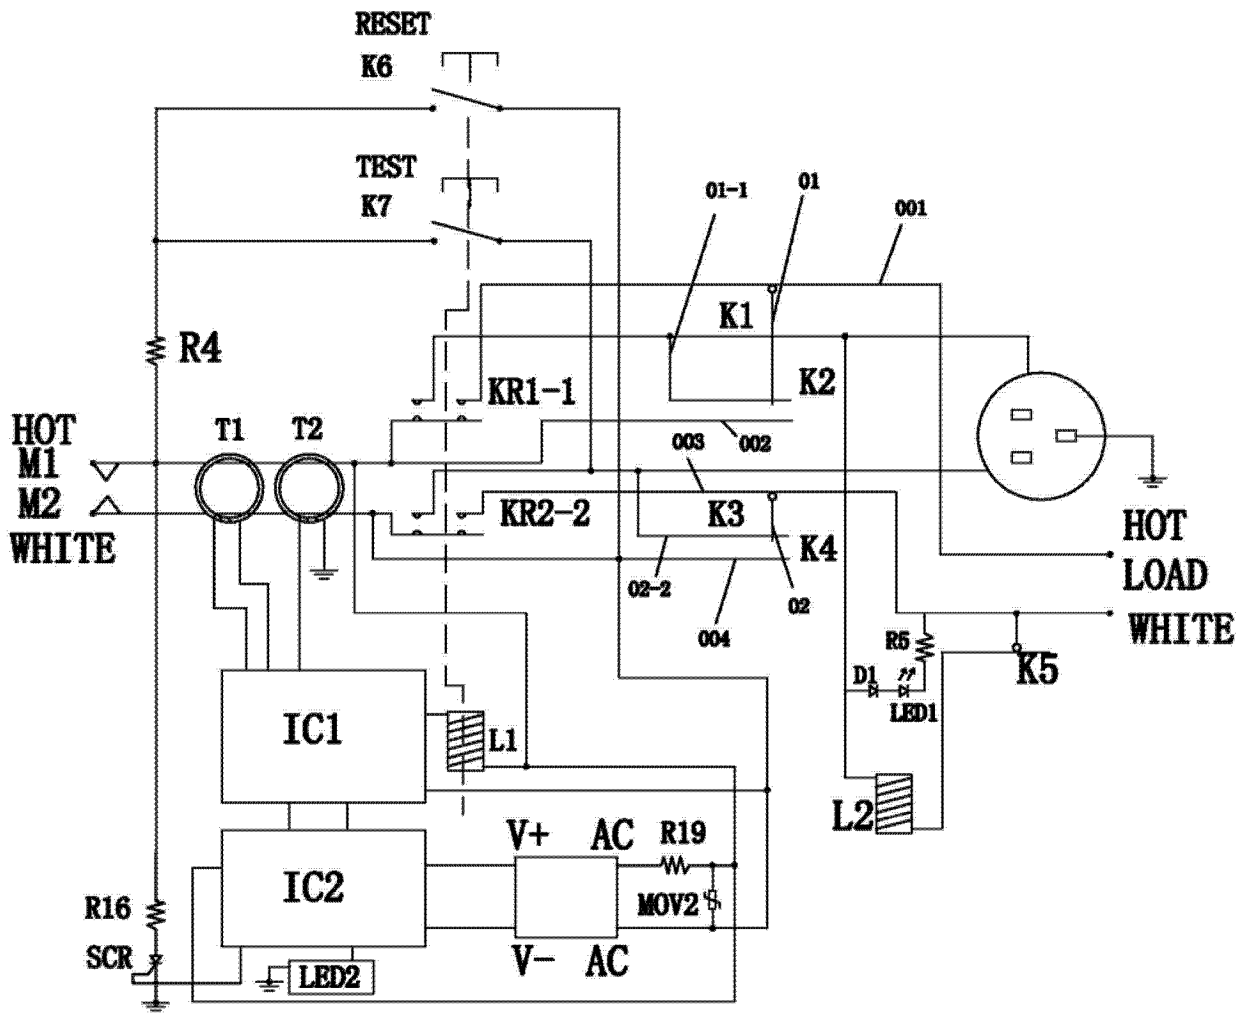 RESET
K6
TEST
K7
01-1
01
001
K1
R4
K2
KR1-1
HOT
T1
T2
M1
003
002
M2
KR2-2
K3
WHITE
K4
HOT
LOAD
02-2
02
004
WHITE
R5
K5
D1
LED1
IC1
L1
L2
V+
AC
R19
IC2
MOV2
R16
SCR
V-
AC
LED2